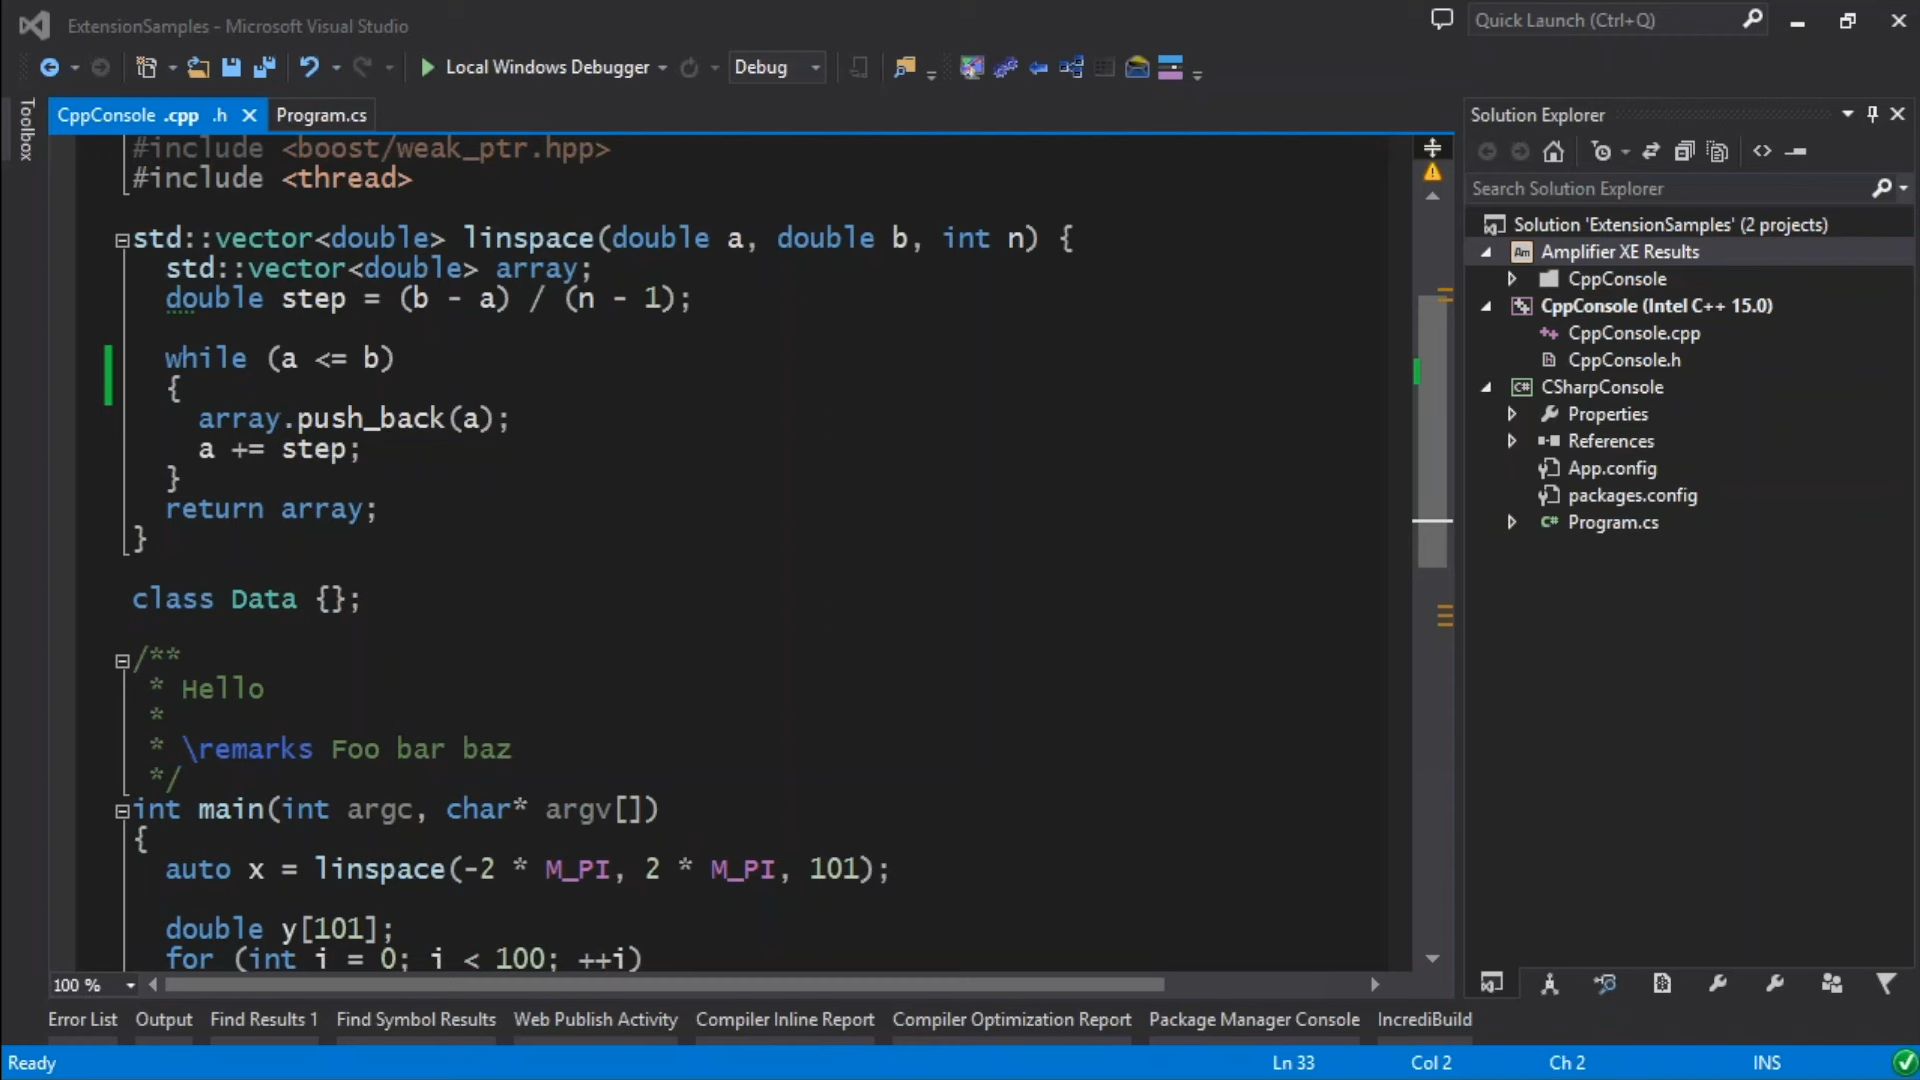 ExtensionSamples - Microsoft Visual Studio
Quick Launch (Ctrl+Q)
Local Windows Debugger
Debug
Toolbox
CppConsole .cpp .h
Program.cs
#include <boost/weak_ptr.hpp>
#include <thread>
std::vector<double> linspace(double a, double b, int n) {
std::vector<double> array;
double step = (b - a) / (n - 1);
while (a <= b)
{
array.push_back(a);
a += step;
}
return array;
}
class Data {};
/**
* Hello
*
* \remarks Foo bar baz
*/
int main(int argc, char* argv[])
{
auto x = linspace(-2 * M_PI, 2 * M_PI, 101);
double y[101];
for (int i = 0; i < 100; ++i)
100 %
Solution Explorer
Search Solution Explorer
Solution 'ExtensionSamples' (2 projects)
Am Amplifier XE Results
CppConsole
CppConsole (Intel C++ 15.0)
CppConsole.cpp
CppConsole.h
C# CSharpConsole
Properties
References
App.config
packages.config
C# Program.cs
Error List
Output
Find Results 1
Find Symbol Results
Web Publish Activity
Compiler Inline Report
Compiler Optimization Report
Package Manager Console
IncrediBuild
Ready
Ln 33
Col 2
Ch 2
INS